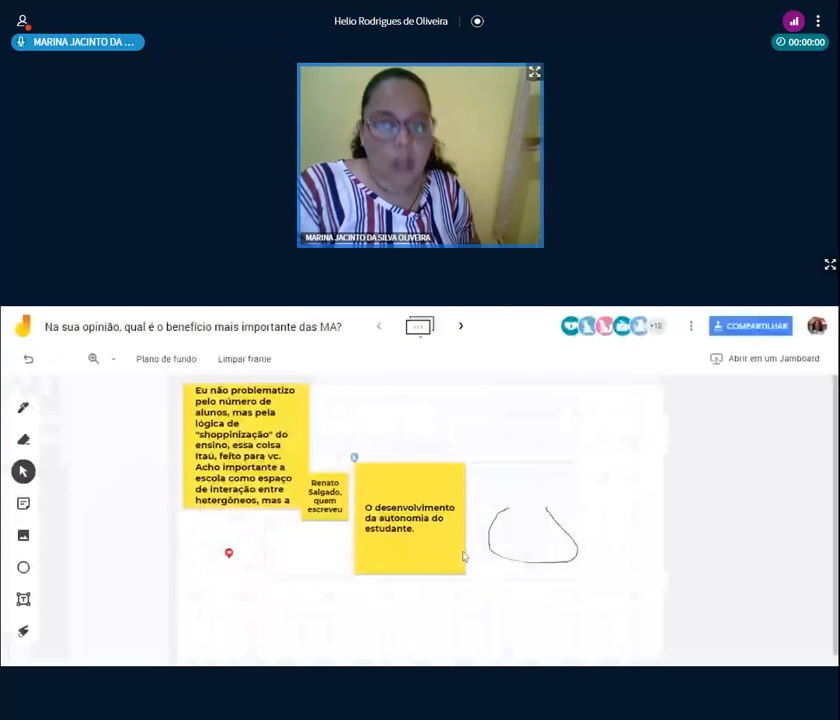 Helio Rodrigues de Oliveira
MARINA JACINTO DA ...
00:00:00
MARINA JACINTO DA SILVA OLIVEIRA
Na sua opinião, qual é o benefício mais importante das MA?
+19
COMPARTILHAR
Plano de fundo
Limpar frame
Abrir em um Jamboard
Eu não problematizo
pelo número de
alunos, mas pela
lógica de
"shoppinização" do
ensino, essa coisa
Itaú, feito para vc.
Acho importante a
escola como espaço
de interação entre
hetergôneos, mas a
Renato
Salgado,
quem
escreveu
O desenvolvimento
da autonomia do
estudante.